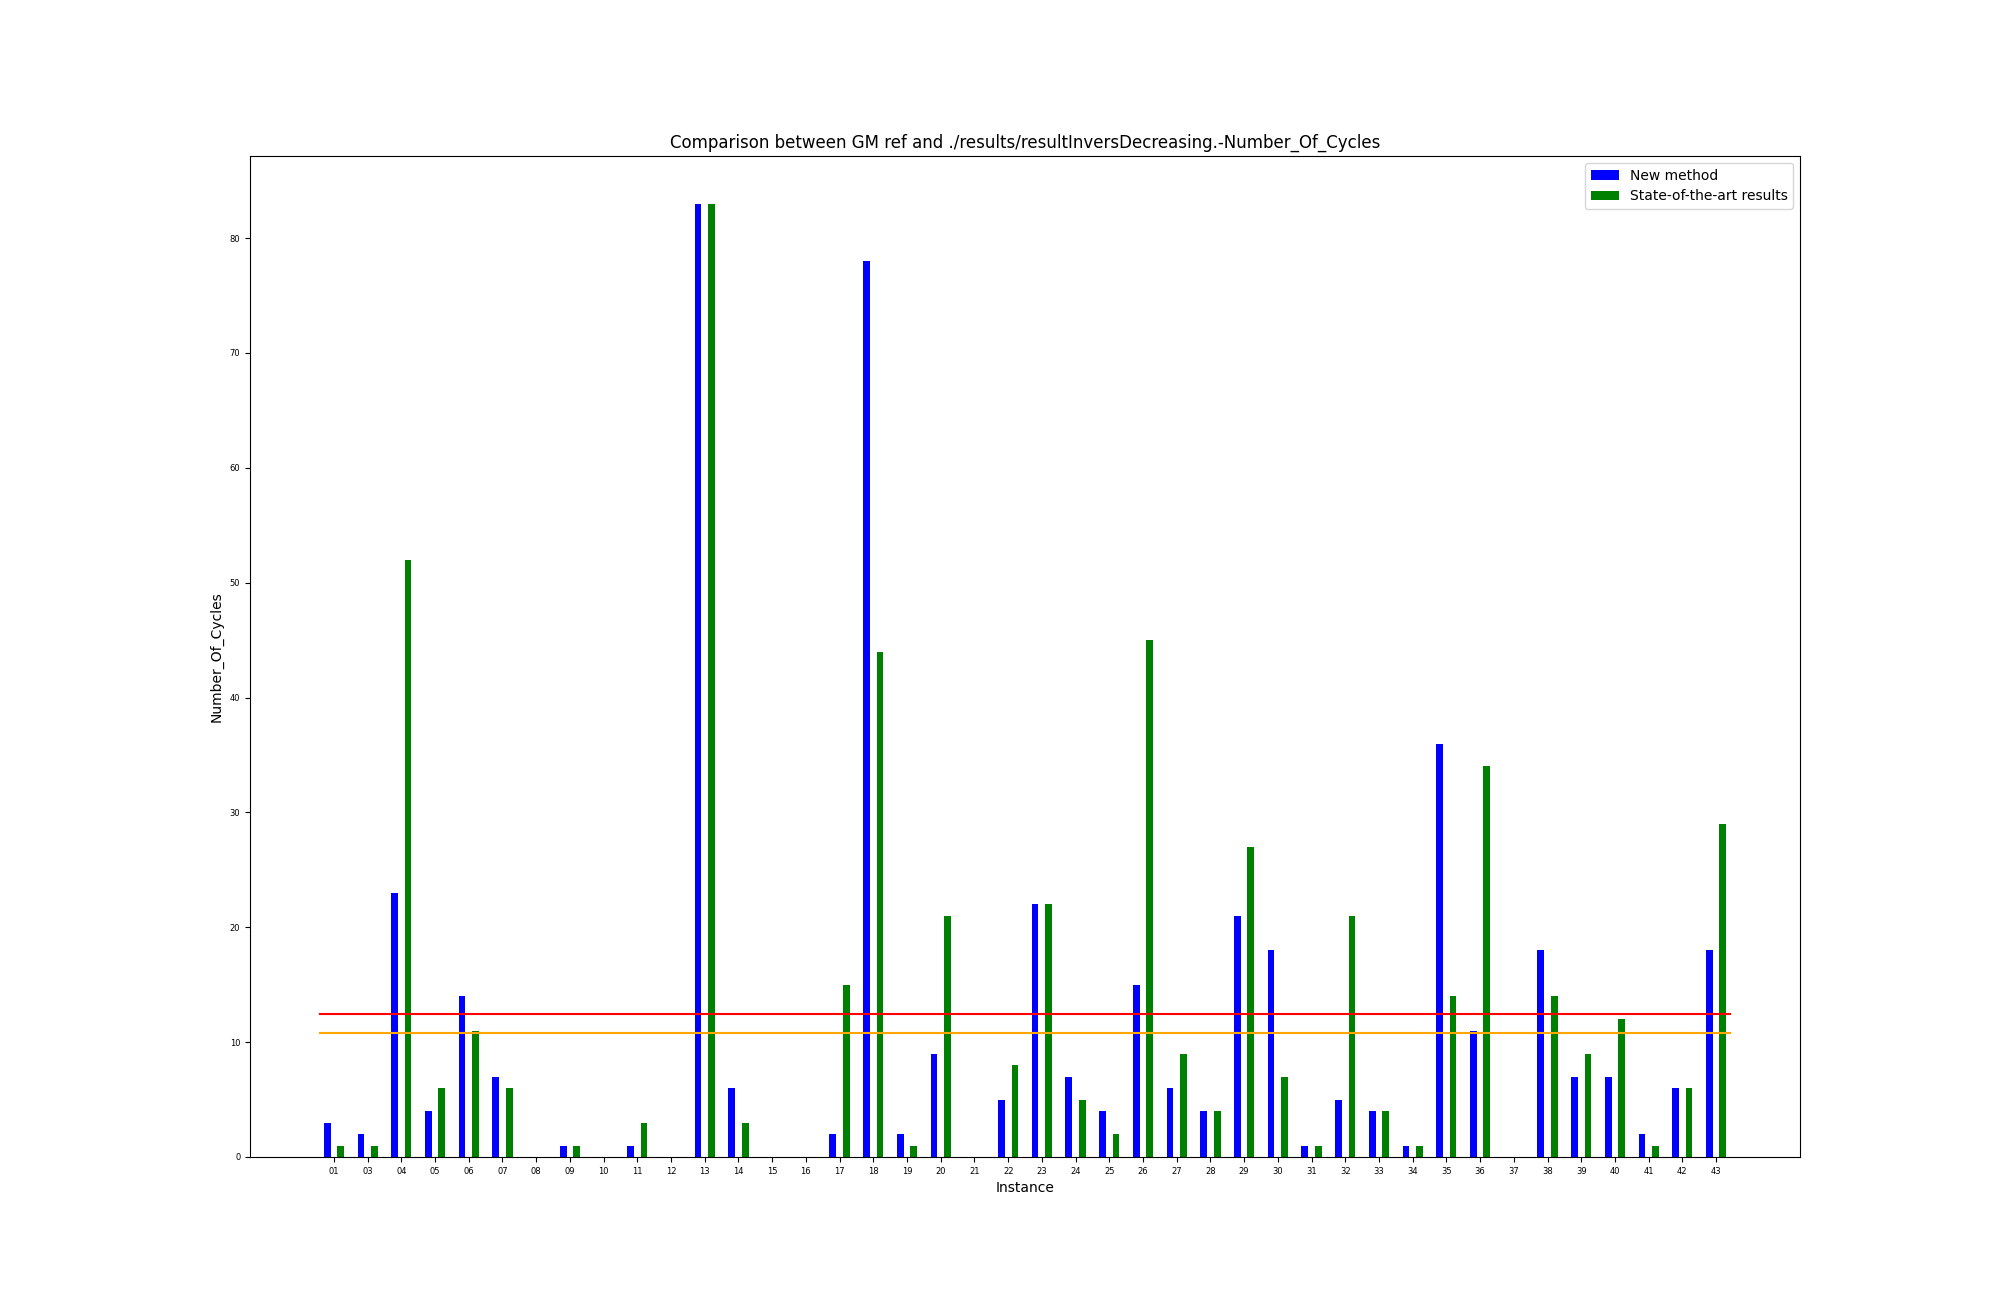 Comparison between GM ref and ./results/resultInversDecreasing.-Number_Of_Cycles
New method
State-of-the-art results
80
70
60
50
40
30
20
10
0
Number_Of_Cycles
01 03 04 05 06 07 08 09 10 11 12 13 14 15 16 17 18 19 20 21 22 23 24 25 26 27 28 29 30 31 32 33 34 35 36 37 38 39 40 41 42 43
Instance